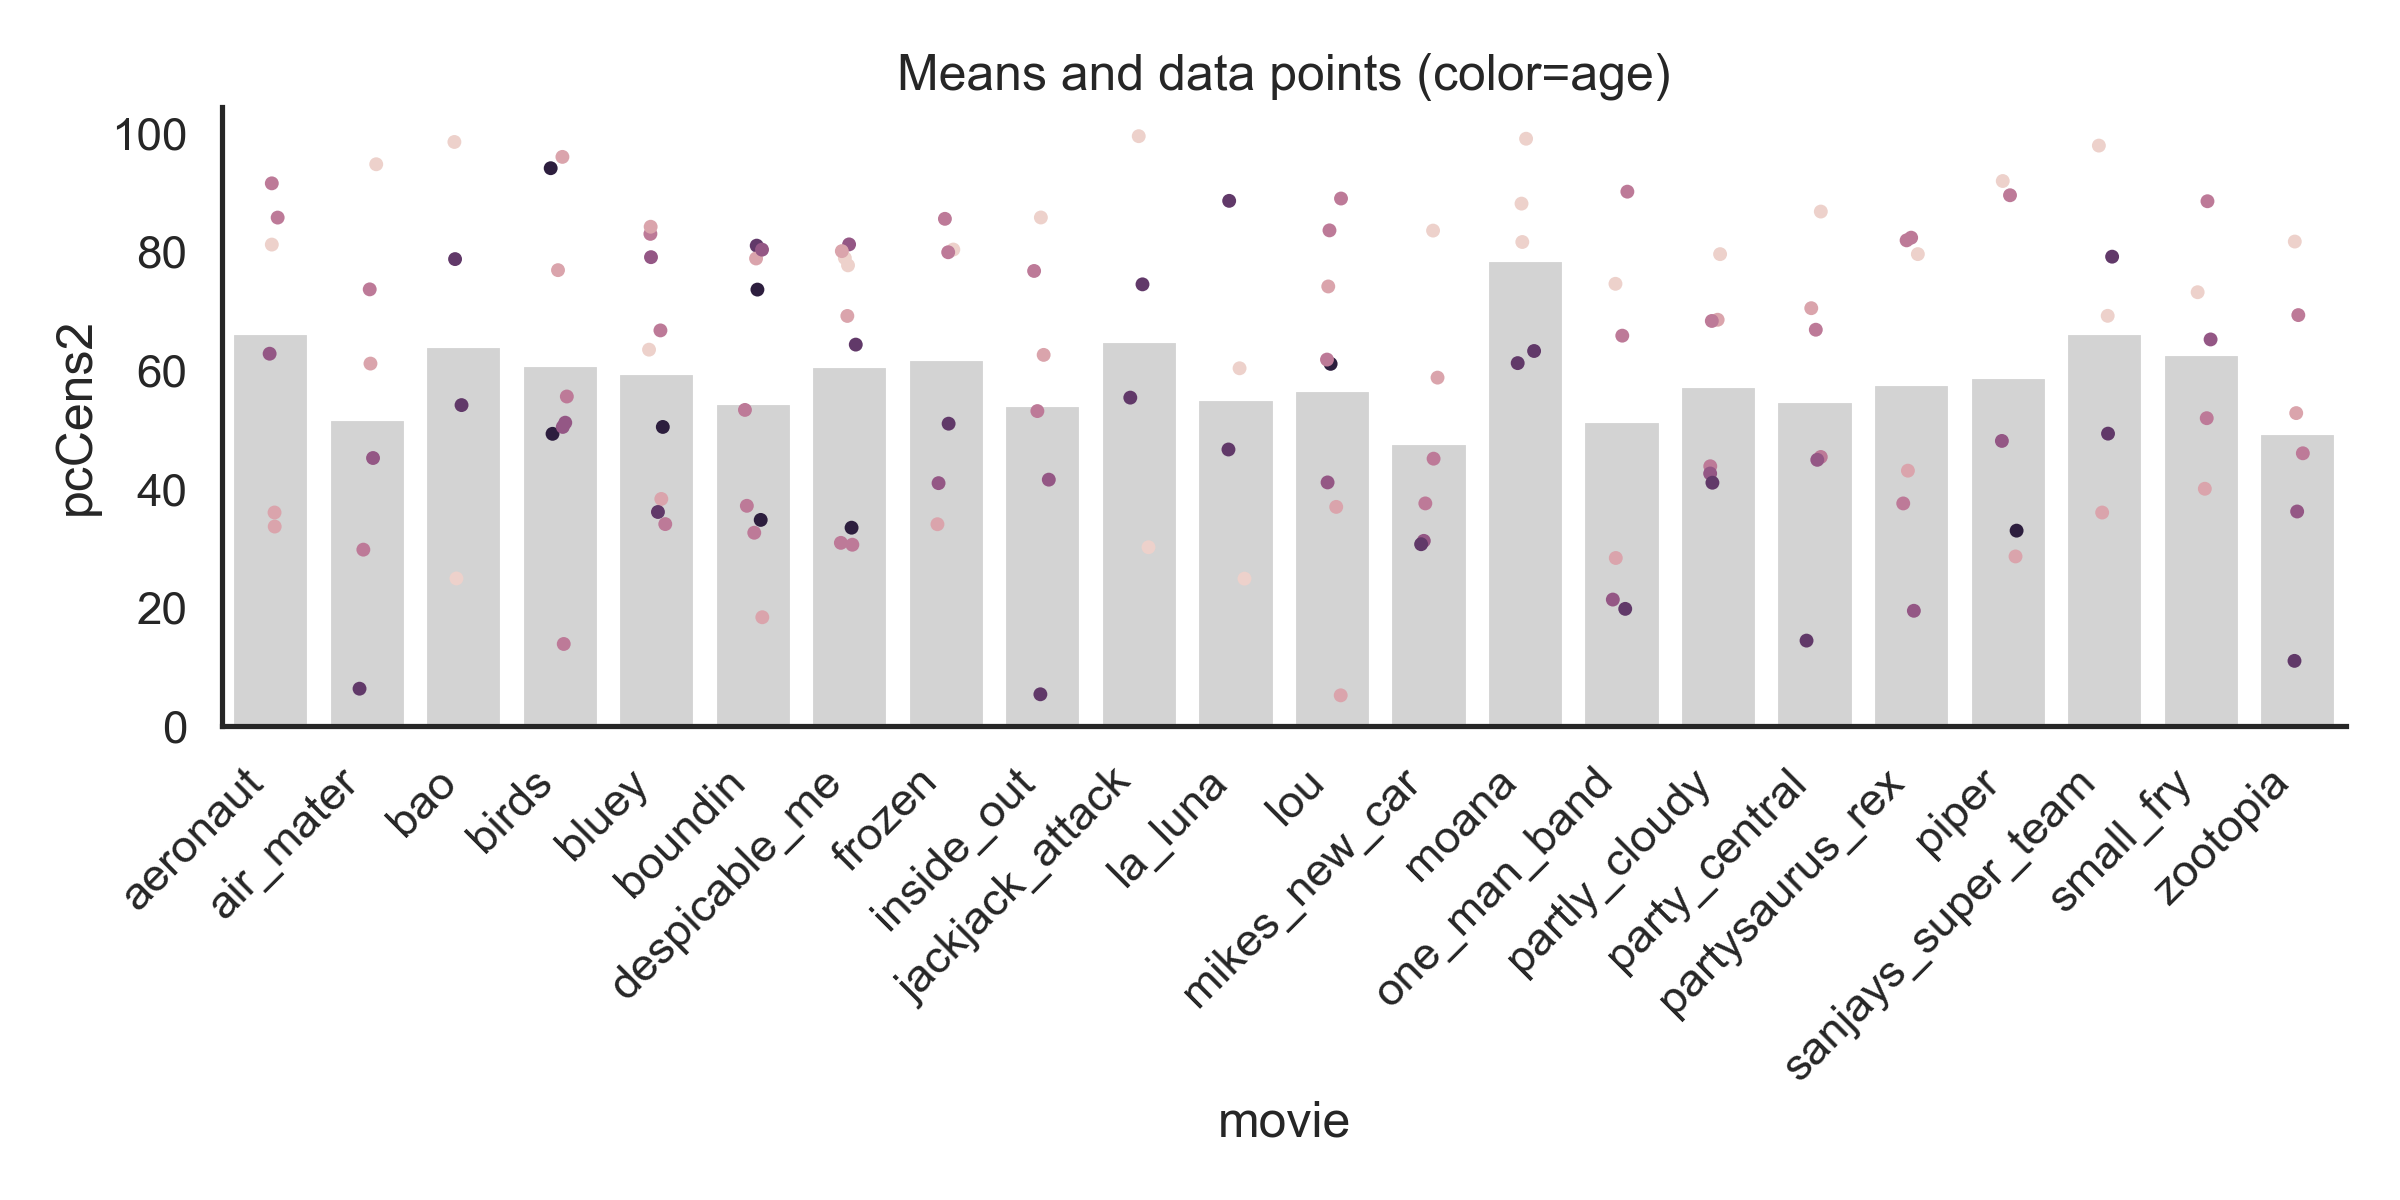 Means and data points (color=age)
pcCens2
100
80
60
40
20
0
aeronaut
air_mater
bao
birds
bluey
boundin
despicable_me
frozen
inside_out
jackjack_attack
la_luna
lou
mikes_new_car
moana
one_man_band
partly_cloudy
party_central
partysaurus_rex
piper
sanjays_super_team
small_fry
zootopia
movie